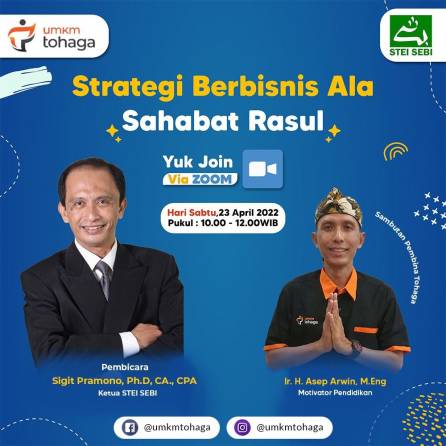 umkm
tohaga
STEI SEBI
Strategi Berbisnis Ala
Sahabat Rasul
Yuk Join
Via ZOOM
Hari Sabtu,23 April 2022
Pukul : 10.00 - 12.00WIB
Sambutan Pembina Tohaga
umkm
tohaga
Pembicara
Sigit Pramono, Ph.D, CA., CPA
Ketua STEI SEBI
Ir. H. Asep Arwin, M.Eng
Motivator Pendidikan
@umkmtohaga
@umkmtohaga